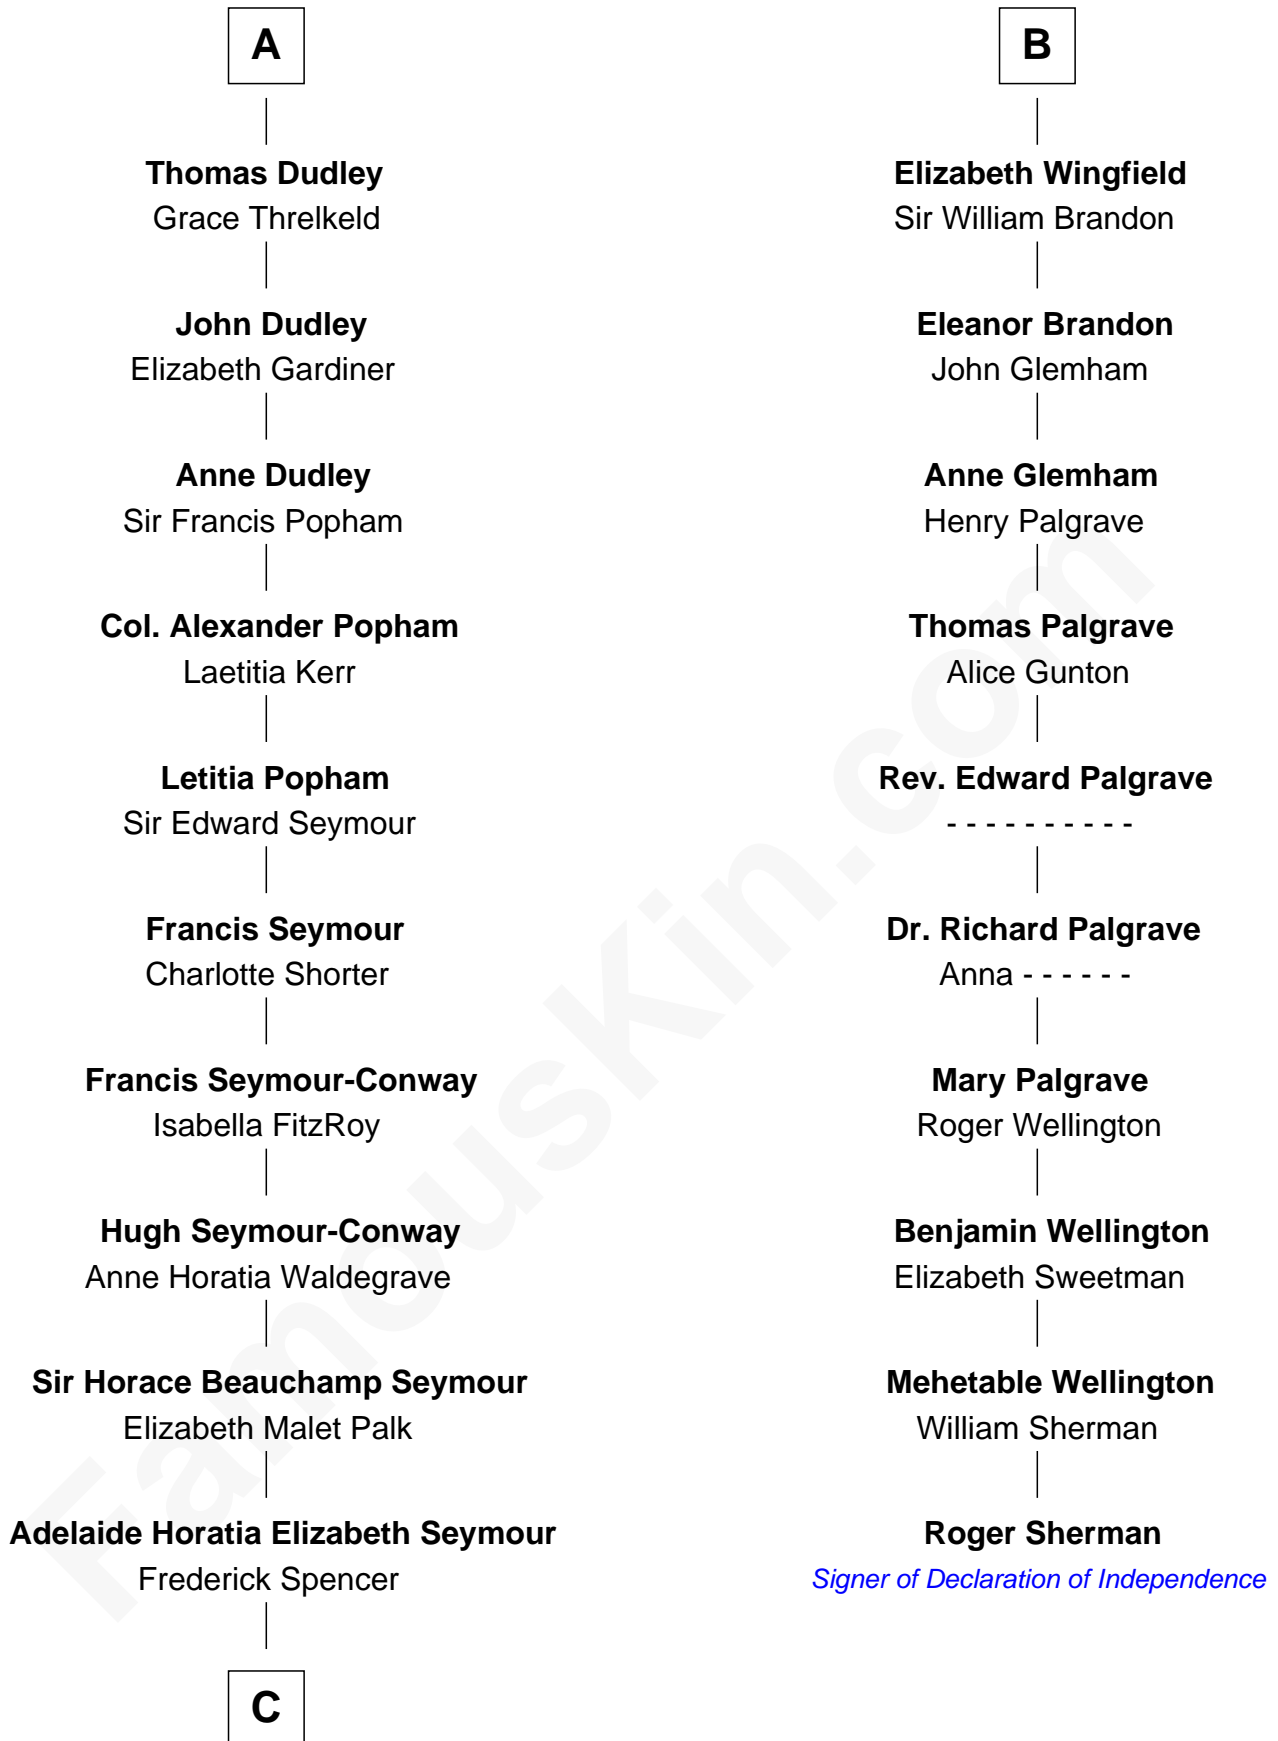 A
Thomas Dudley
Grace Threlkeld
John Dudley
Elizabeth Gardiner
Anne Dudley
Sir Francis Popham
Col. Alexander Popham
Laetitia Kerr
Letitia Popham
Sir Edward Seymour
Francis Seymour
Charlotte Shorter
Francis Seymour-Conway
Isabella FitzRoy
Hugh Seymour-Conway
Anne Horatia Waldegrave
Sir Horace Beauchamp Seymour
Elizabeth Malet Palk
Adelaide Horatia Elizabeth Seymour
Frederick Spencer
C
B
Elizabeth Wingfield
Sir William Brandon
Eleanor Brandon
John Glemham
Anne Glemham
Henry Palgrave
Thomas Palgrave
Alice Gunton
Rev. Edward Palgrave
- - - - - - - - - -
Dr. Richard Palgrave
Anna - - - - - -
Mary Palgrave
Roger Wellington
Benjamin Wellington
Elizabeth Sweetman
Mehetable Wellington
William Sherman
Roger Sherman
Signer of Declaration of Independence
FamousKin.com